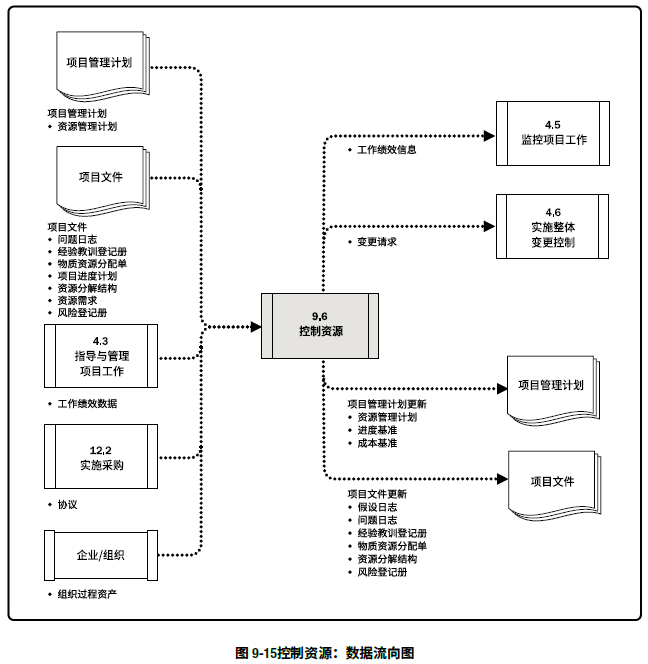 项目管理计划
项目管理计划
• 资源管理计划
项目文件
项目文件
• 问题日志
• 经验教训登记册
• 物质资源分配单
• 项目进度计划
• 资源分解结构
• 资源需求
• 风险登记册
4.3
指导与管理
项目工作
• 工作绩效数据
12.2
实施采购
• 协议
企业/组织
• 组织过程资产
9.6
控制资源
4.5
监控项目工作
• 工作绩效信息
4.6
实施整体
变更控制
• 变更请求
项目管理计划
项目管理计划更新
• 资源管理计划
• 进度基准
• 成本基准
项目文件
项目文件更新
• 假设日志
• 问题日志
• 经验教训登记册
• 物质资源分配单
• 资源分解结构
• 风险登记册
图 9-15控制资源：数据流向图